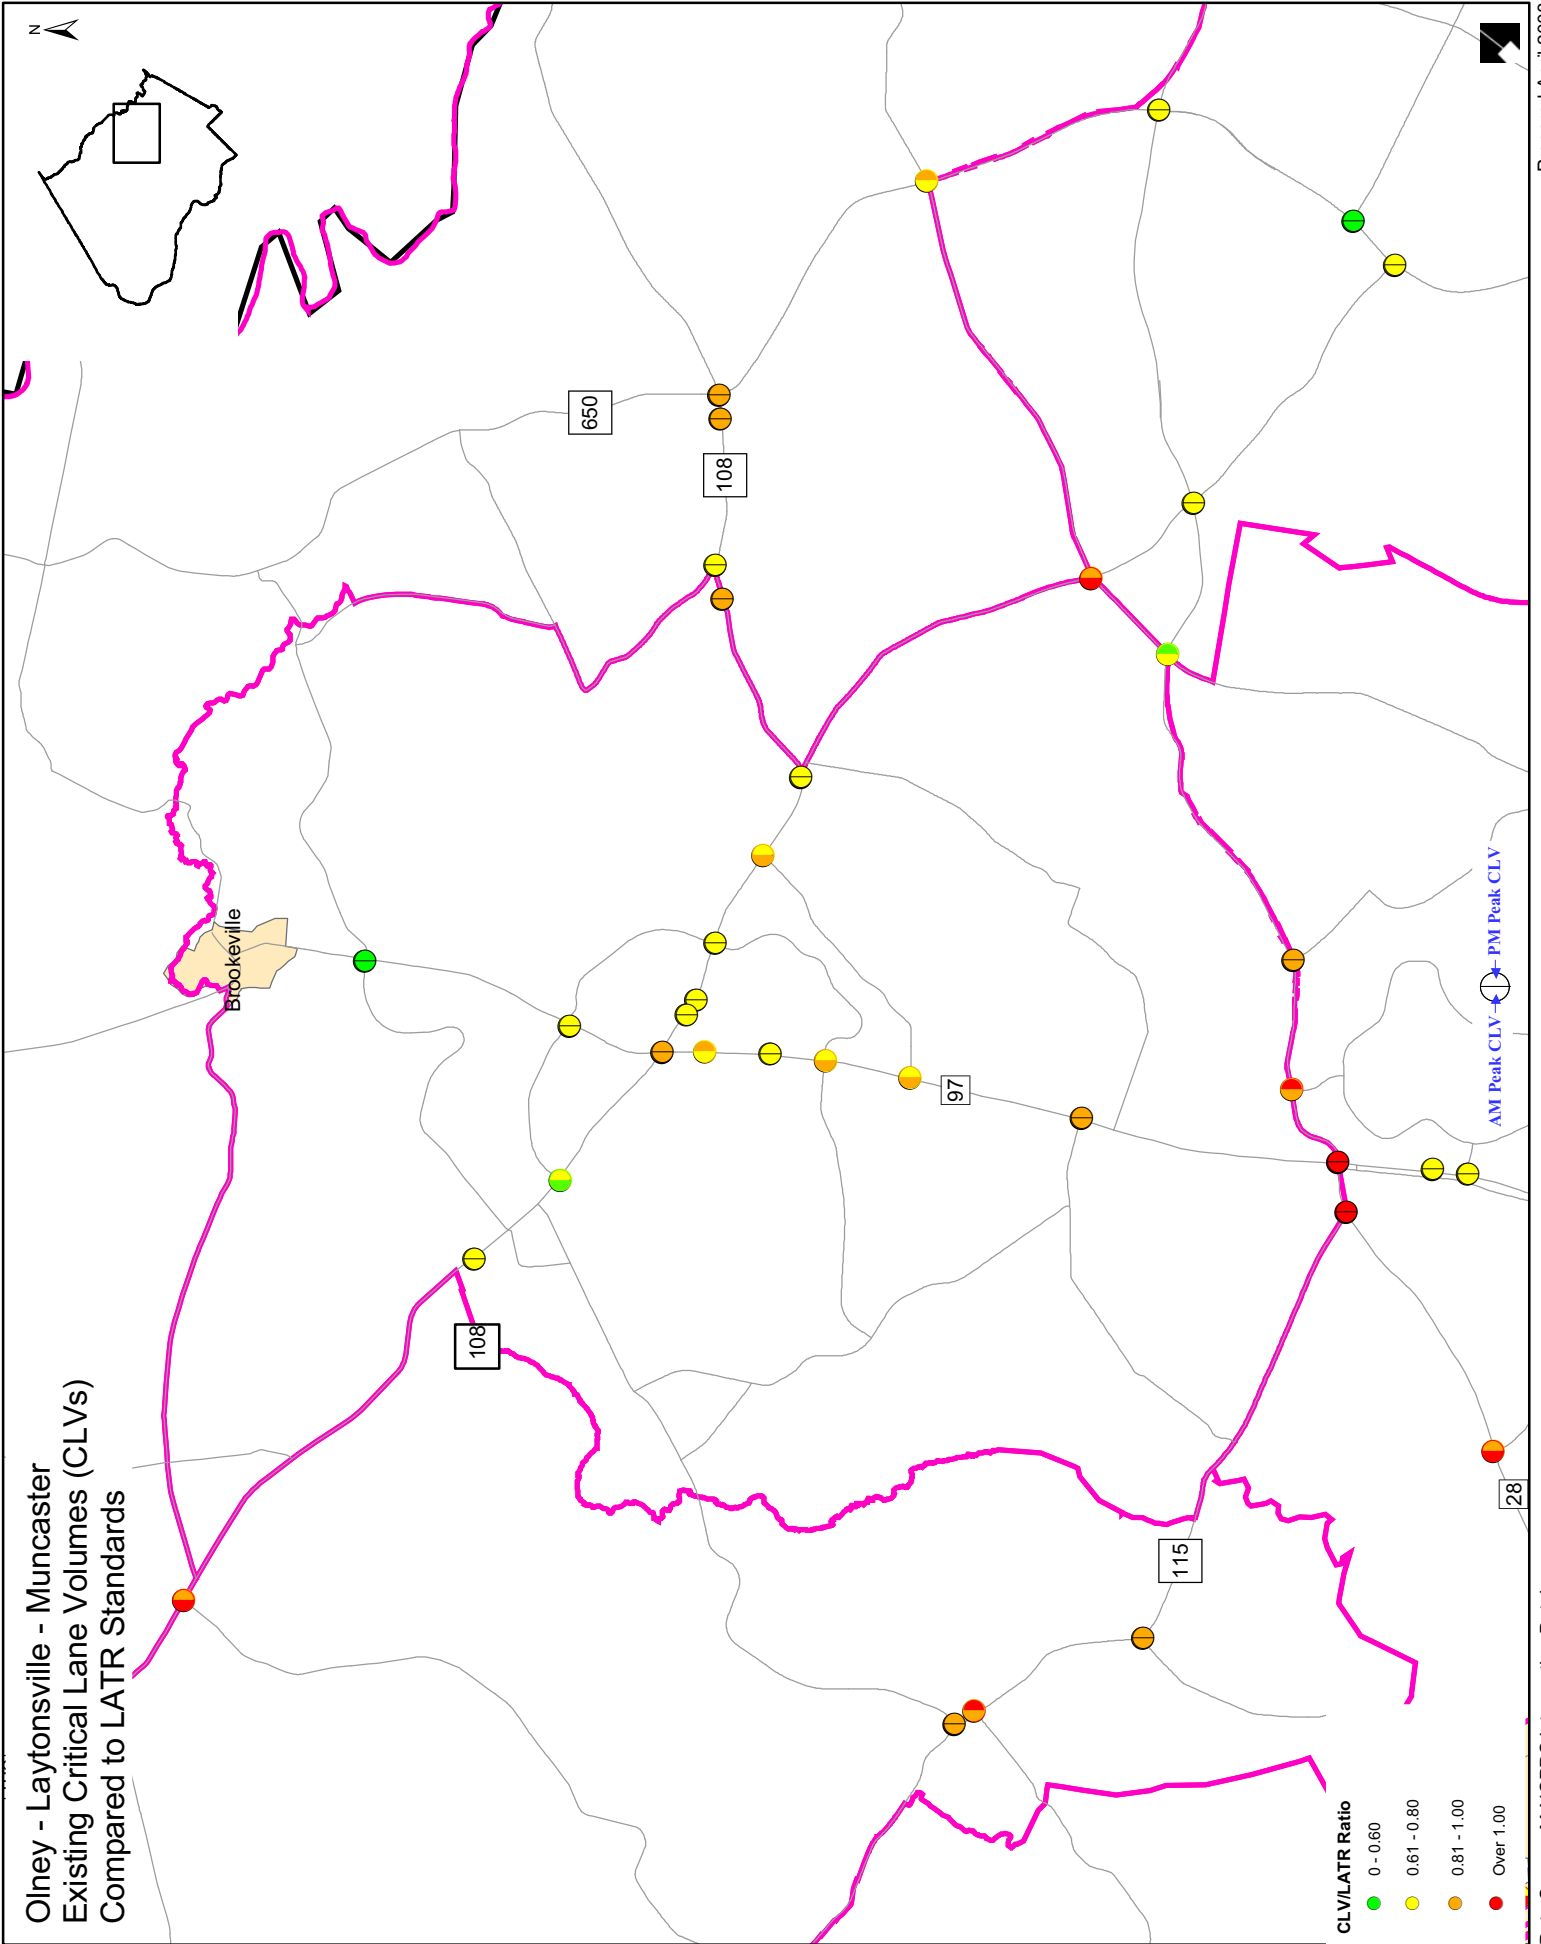 Olney - Laytonsville - Muncaster
Existing Critical Lane Volumes (CLVs)
Compared to LATR Standards
N
Brookeville
650
108
108
97
115
28
CLV/LATR Ratio
0 - 0.60
0.61 - 0.80
0.81 - 1.00
Over 1.00
AM Peak CLV
PM Peak CLV